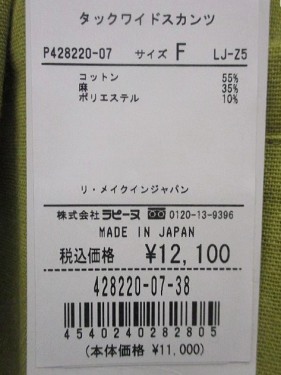 タックワイドスカンツ
P428220-07 サイズ F LJ-Z5
コットン 55%
麻 35%
ポリエステル 10%
リ・メイクインジャパン
株式会社ラピーヌ 0120-13-9396
MADE IN JAPAN
税込価格 ¥12,100
428220-07-38
4540240282805
(本体価格 ¥11,000)